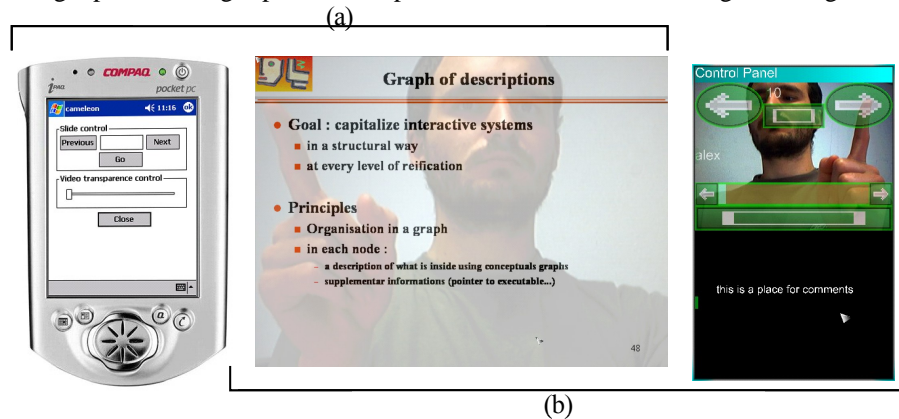 (a)
COMPAQ
iPAQ pocket pc
cameleon 11:16 ok
Slide control
Previous Next
Go
Video transparence control
Close
Graph of descriptions
• Goal : capitalize interactive systems
in a structural way
at every level of reification
• Principles
Organisation in a graph
in each node :
– a description of what is inside using conceptuals graphs
– supplementar informations (pointer to executable...)
48
Control Panel
10
alex
this is a place for comments
(b)